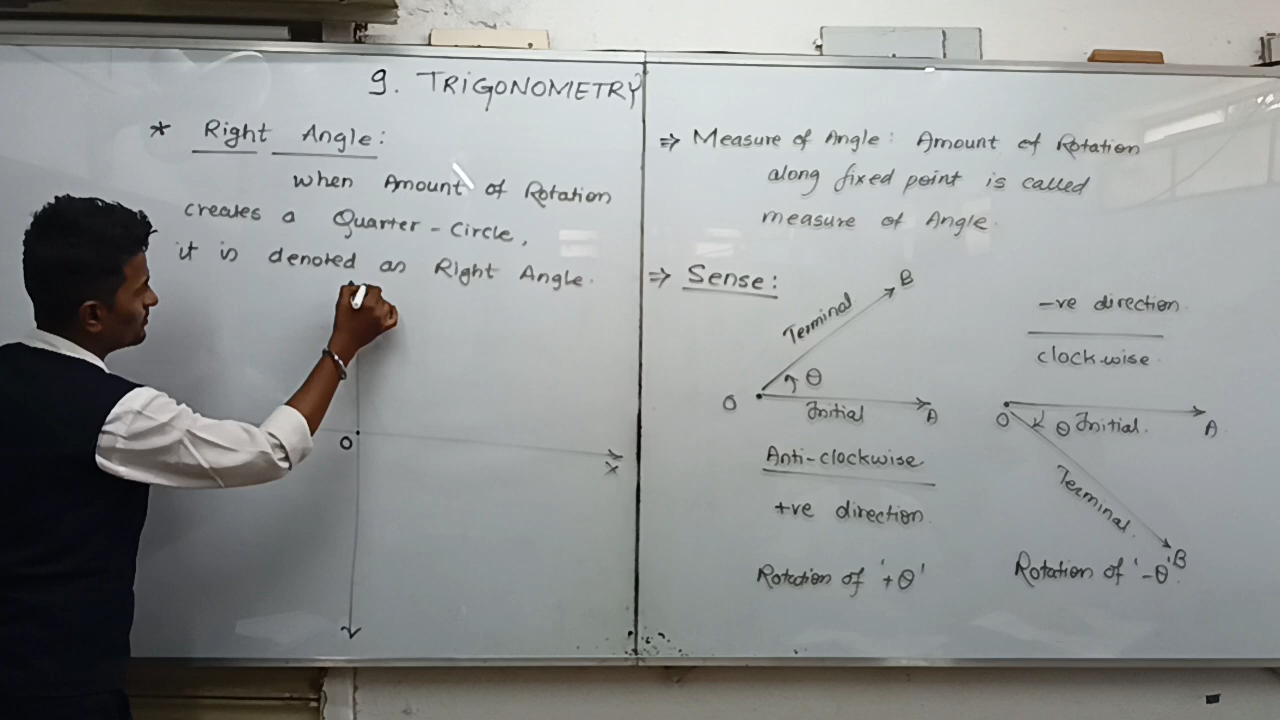 9. TRIGONOMETRY
* Right Angle:
when Amount of Rotation
creates a Quarter-Circle,
it is denoted as Right Angle.
O
X
⇒ Measure of Angle: Amount of Rotation
along fixed point is called
measure of Angle.
⇒ Sense:
Terminal
B
θ
O
Initial
A
Anti-clockwise
+ve direction
Rotation of '+θ'
-ve direction
clockwise
O
θ Initial.
A
Terminal.
B
Rotation of '-θ'.